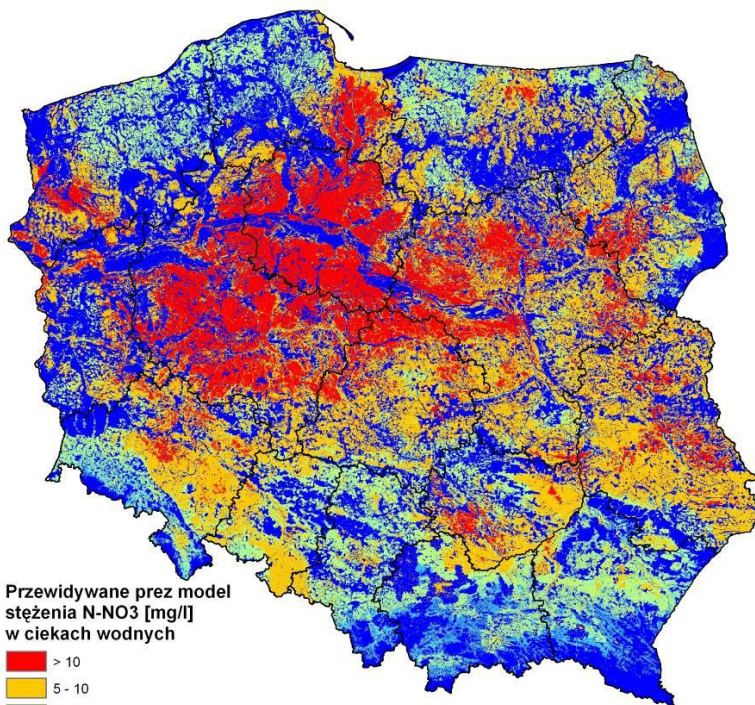 Przewidywane prez model
stężenia N-NO3 [mg/l]
w ciekach wodnych
> 10
5 - 10